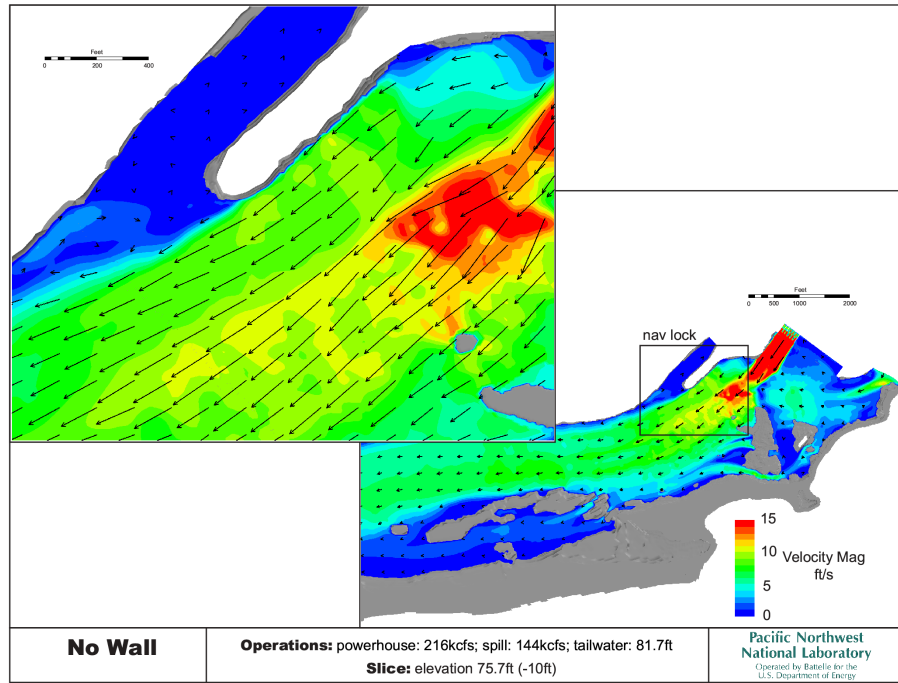 Feet
0 200 400
Feet
0 500 1000 2000
nav lock
15
10
5
0
Velocity Mag
ft/s
No Wall
Operations: powerhouse: 216kcfs; spill: 144kcfs; tailwater: 81.7ft
Slice: elevation 75.7ft (-10ft)
Pacific Northwest
National Laboratory
Operated by Battelle for the
U.S. Department of Energy